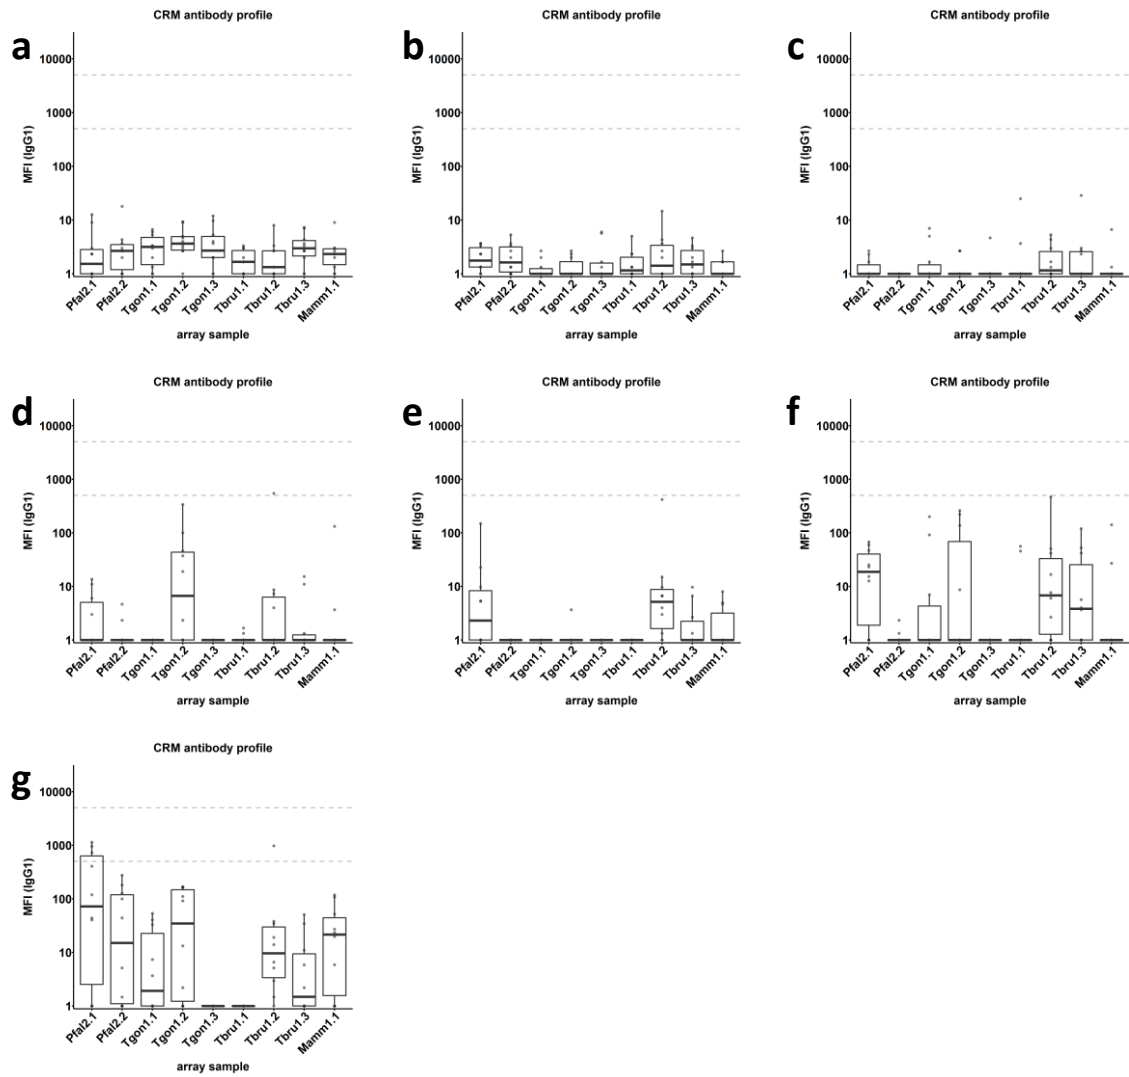 CRM antibody profile
a
10000
1000
100
10
1
MFI (IgG1)
Pfal2.1 Pfal2.2 Tgon1.1 Tgon1.2 Tgon1.3 Tbru1.1 Tbru1.2 Tbru1.3 Mamm1.1
array sample
CRM antibody profile
b
10000
1000
100
10
1
MFI (IgG1)
Pfal2.1 Pfal2.2 Tgon1.1 Tgon1.2 Tgon1.3 Tbru1.1 Tbru1.2 Tbru1.3 Mamm1.1
array sample
CRM antibody profile
c
10000
1000
100
10
1
MFI (IgG1)
Pfal2.1 Pfal2.2 Tgon1.1 Tgon1.2 Tgon1.3 Tbru1.1 Tbru1.2 Tbru1.3 Mamm1.1
array sample
CRM antibody profile
d
10000
1000
100
10
1
MFI (IgG1)
Pfal2.1 Pfal2.2 Tgon1.1 Tgon1.2 Tgon1.3 Tbru1.1 Tbru1.2 Tbru1.3 Mamm1.1
array sample
CRM antibody profile
e
10000
1000
100
10
1
MFI (IgG1)
Pfal2.1 Pfal2.2 Tgon1.1 Tgon1.2 Tgon1.3 Tbru1.1 Tbru1.2 Tbru1.3 Mamm1.1
array sample
CRM antibody profile
f
10000
1000
100
10
1
MFI (IgG1)
Pfal2.1 Pfal2.2 Tgon1.1 Tgon1.2 Tgon1.3 Tbru1.1 Tbru1.2 Tbru1.3 Mamm1.1
array sample
CRM antibody profile
g
10000
1000
100
10
1
MFI (IgG1)
Pfal2.1 Pfal2.2 Tgon1.1 Tgon1.2 Tgon1.3 Tbru1.1 Tbru1.2 Tbru1.3 Mamm1.1
array sample